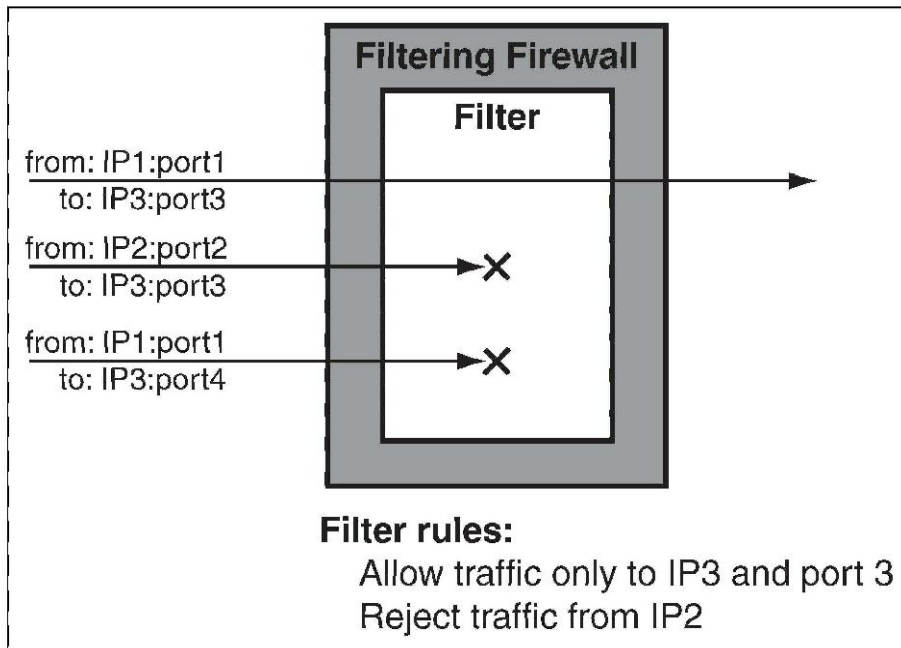 Filtering Firewall
Filter
from: IP1:port1
to: IP3:port3
from: IP2:port2
to: IP3:port3
from: IP1:port1
to: IP3:port4
Filter rules:
Allow traffic only to IP3 and port 3
Reject traffic from IP2